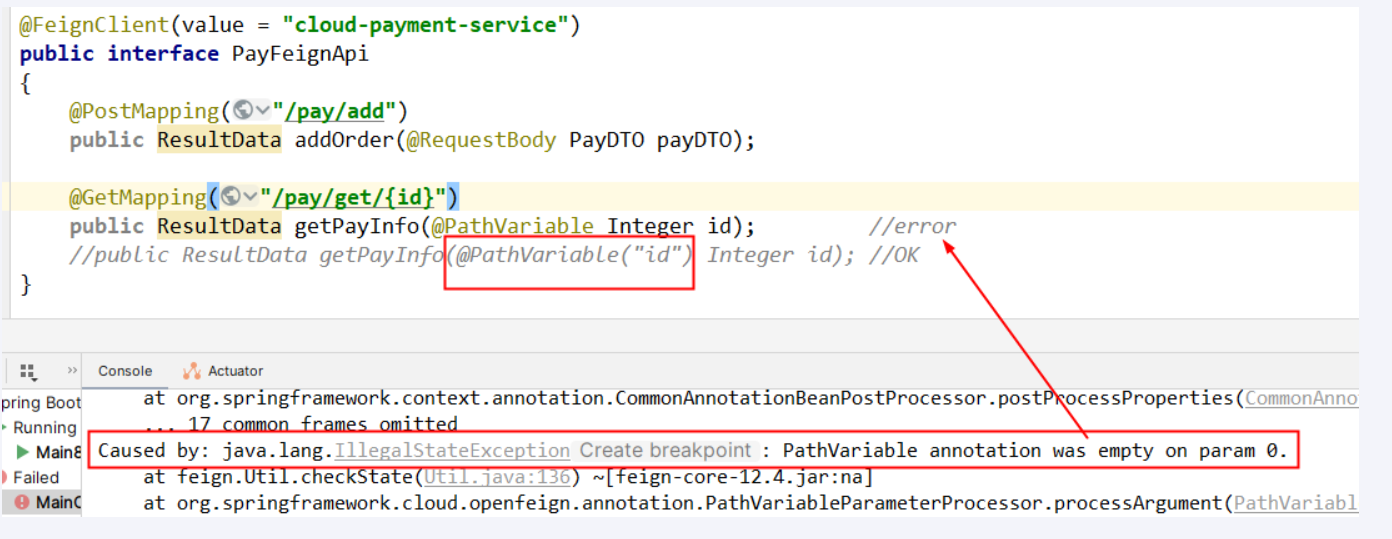 @FeignClient(value = "cloud-payment-service")
public interface PayFeignApi
{
@PostMapping("/pay/add")
public ResultData addOrder(@RequestBody PayDTO payDTO);
@GetMapping("/pay/get/{id}")
public ResultData getPayInfo(@PathVariable Integer id); //error
//public ResultData getPayInfo(@PathVariable("id") Integer id); //OK
}
» Console Actuator
pring Boot at org.springframework.context.annotation.CommonAnnotationBeanPostProcessor.postProcessProperties(CommonAnno
Running ... 17 common frames omitted
Main8 Caused by: java.lang.IllegalStateException Create breakpoint : PathVariable annotation was empty on param 0.
Failed at feign.Util.checkState(Util.java:136) ~[feign-core-12.4.jar:na]
MainO at org.springframework.cloud.openfeign.annotation.PathVariableParameterProcessor.processArgument(PathVariabl